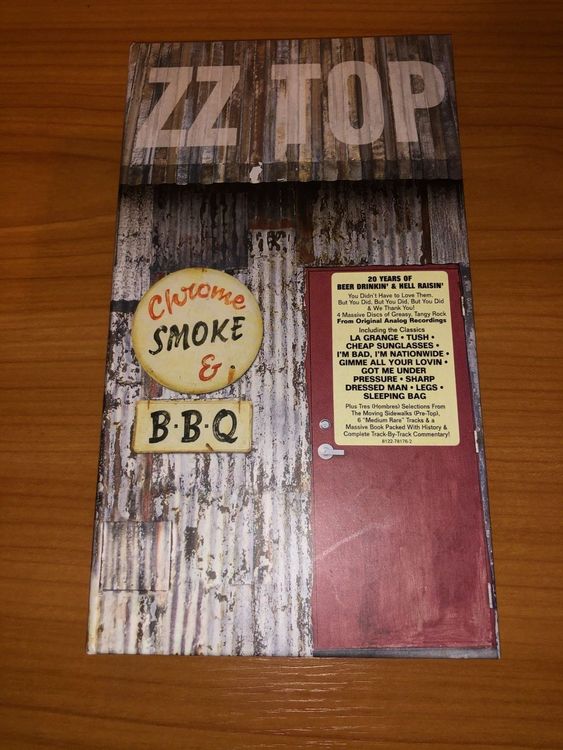 ZZ TOP
Chrome
SMOKE
&
B·B·Q
20 YEARS OF
BEER DRINKIN' & HELL RAISIN'
You Didn't Have to Love Them.
But You Did, But You Did, But You Did
& We Thank You!
4 Massive Discs of Greasy, Tangy Rock
From Original Analog Recordings
Including the Classics
LA GRANGE • TUSH •
CHEAP SUNGLASSES •
I'M BAD, I'M NATIONWIDE •
GIMME ALL YOUR LOVIN •
GOT ME UNDER
PRESSURE • SHARP
DRESSED MAN • LEGS •
SLEEPING BAG
Plus Tres (Hombres) Selections From
The Moving Sidewalks (Pre-Top).
6 "Medium Rare" Tracks & a
Massive Book Packed With History &
Complete Track-By-Track Commentary!
8122-78176-2